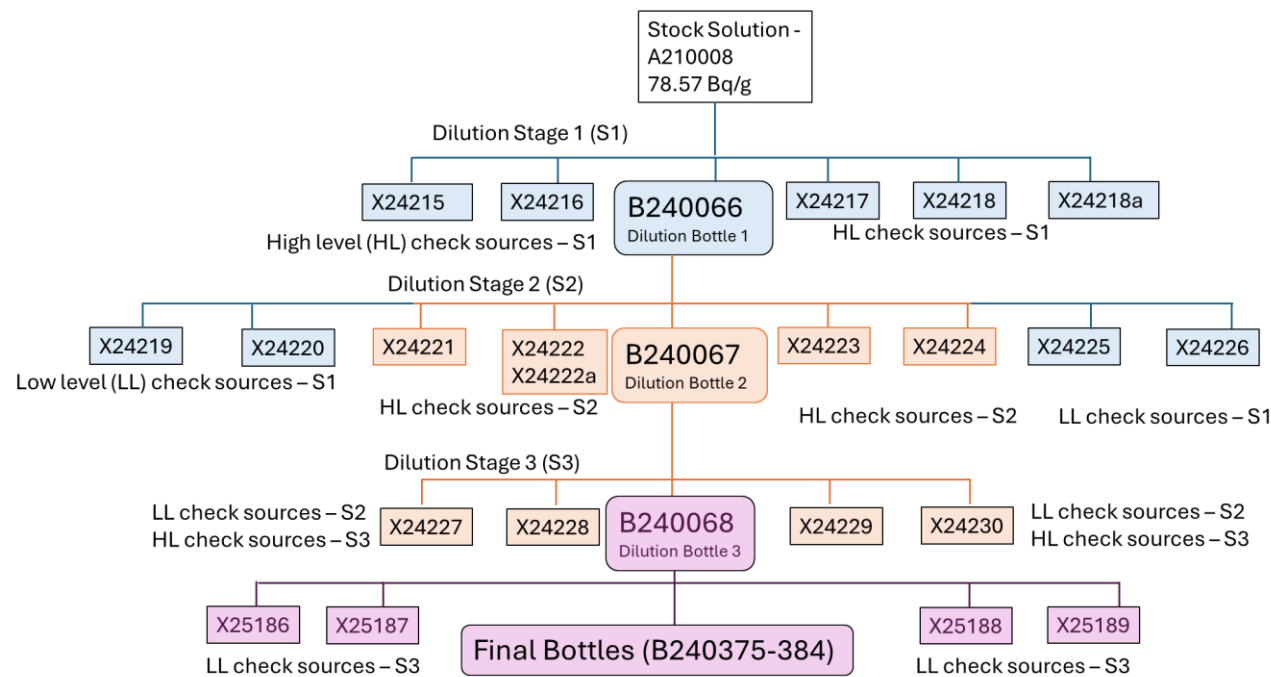 Stock Solution -
A210008
78.57 Bq/g
Dilution Stage 1 (S1)
X24215
X24216
B240066
Dilution Bottle 1
X24217
X24218
X24218a
High level (HL) check sources – S1
HL check sources – S1
Dilution Stage 2 (S2)
X24219
X24220
X24221
X24222
X24222a
B240067
Dilution Bottle 2
X24223
X24224
X24225
X24226
Low level (LL) check sources – S1
HL check sources – S2
HL check sources – S2
LL check sources – S1
Dilution Stage 3 (S3)
LL check sources – S2
HL check sources – S3
X24227
X24228
B240068
Dilution Bottle 3
X24229
X24230
LL check sources – S2
HL check sources – S3
X25186
X25187
Final Bottles (B240375-384)
X25188
X25189
LL check sources – S3
LL check sources – S3